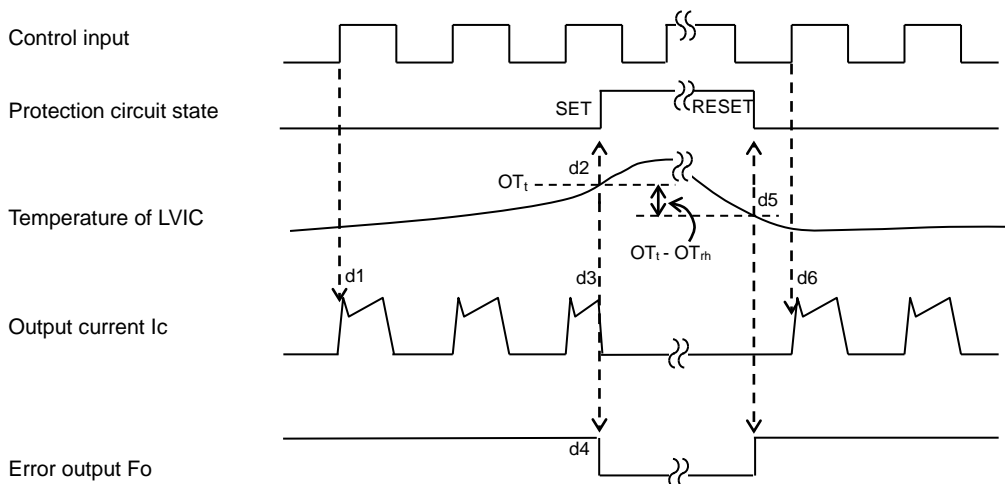 Control input
Protection circuit state
SET
RESET
Temperature of LVIC
OTt
d2
d5
OTt - OTrh
d1
d3
d6
Output current Ic
Error output Fo
d4